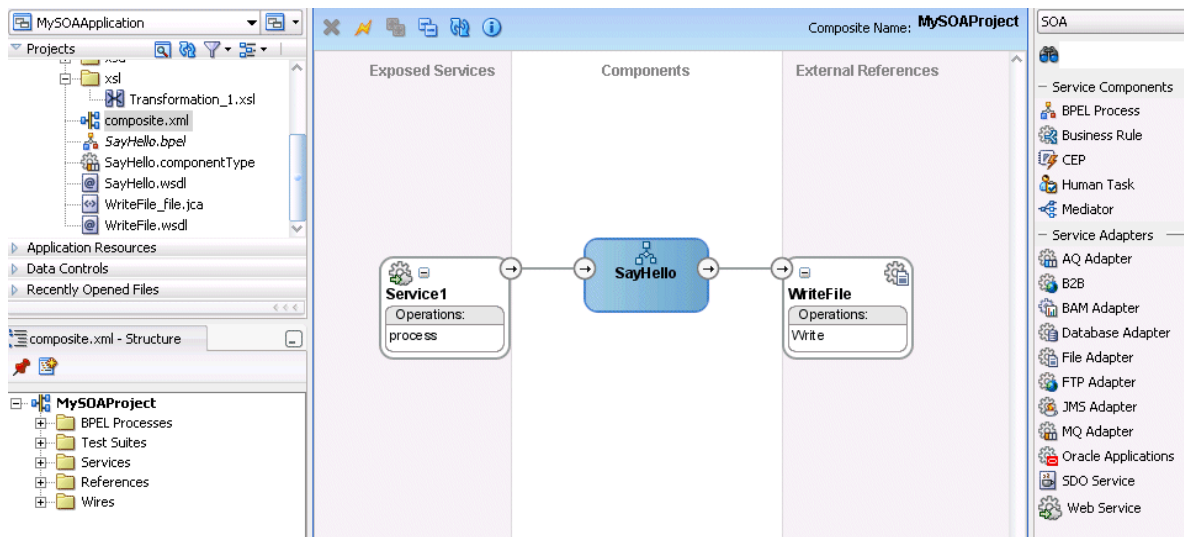 MySOAApplication
Projects
xsl
Transformation_1.xsl
composite.xml
SayHello.bpel
SayHello.componentType
SayHello.wsdl
WriteFile_file.jca
WriteFile.wsdl
Application Resources
Data Controls
Recently Opened Files
composite.xml - Structure
MySOAProject
BPEL Processes
Test Suites
Services
References
Wires
Composite Name: MySOAProject
Exposed Services
Components
External References
Service1
Operations:
process
SayHello
WriteFile
Operations:
Write
SOA
Service Components
BPEL Process
Business Rule
CEP
Human Task
Mediator
Service Adapters
AQ Adapter
B2B
BAM Adapter
Database Adapter
File Adapter
FTP Adapter
JMS Adapter
MQ Adapter
Oracle Applications
SDO Service
Web Service